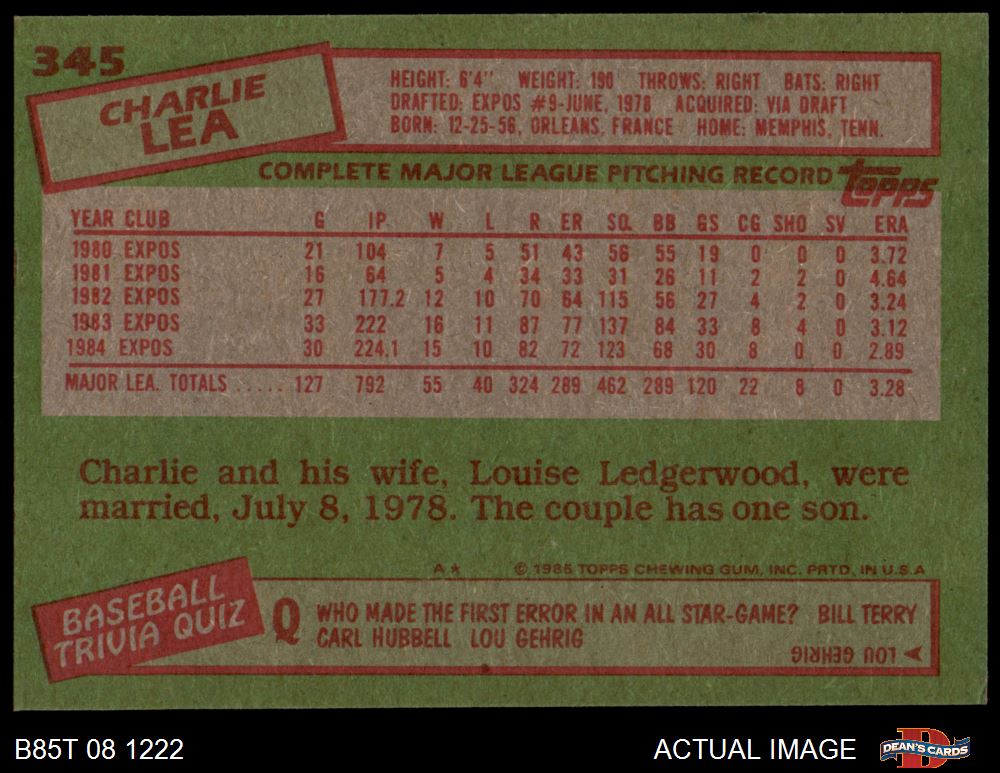 345
CHARLIE
LEA
HEIGHT: 6'4" WEIGHT: 190 THROWS: RIGHT BATS: RIGHT
DRAFTED: EXPOS #9-JUNE, 1978 ACQUIRED: VIA DRAFT
BORN: 12-25-56, ORLEANS, FRANCE HOME: MEMPHIS, TENN.
COMPLETE MAJOR LEAGUE PITCHING RECORD topps
YEAR CLUB G IP. W L R ER SO. BB GS CG SHO SV ERA
1980 EXPOS 21 104 7 5 51 43 56 55 19 0 0 0 3.72
1981 EXPOS 16 64 5 4 34 33 31 26 11 2 2 0 4.64
1982 EXPOS 27 177.2 12 10 70 64 115 56 27 4 2 0 3.24
1983 EXPOS 33 222 16 11 87 77 137 84 33 8 4 0 3.12
1984 EXPOS 30 224.1 15 10 82 72 123 68 30 8 0 0 2.89
MAJOR LEA. TOTALS ..... 127 792 55 40 324 289 462 289 120 22 8 0 3.28
Charlie and his wife, Louise Ledgerwood, were
married, July 8, 1978. The couple has one son.
A* © 1985 TOPPS CHEWING GUM, INC. PRTD. IN U.S.A
BASEBALL
TRIVIA QUIZ
Q WHO MADE THE FIRST ERROR IN AN ALL STAR-GAME? BILL TERRY
CARL HUBBELL LOU GEHRIG
LOU GEHRIG
B85T 08 1222 ACTUAL IMAGE D DEAN'S CARDS